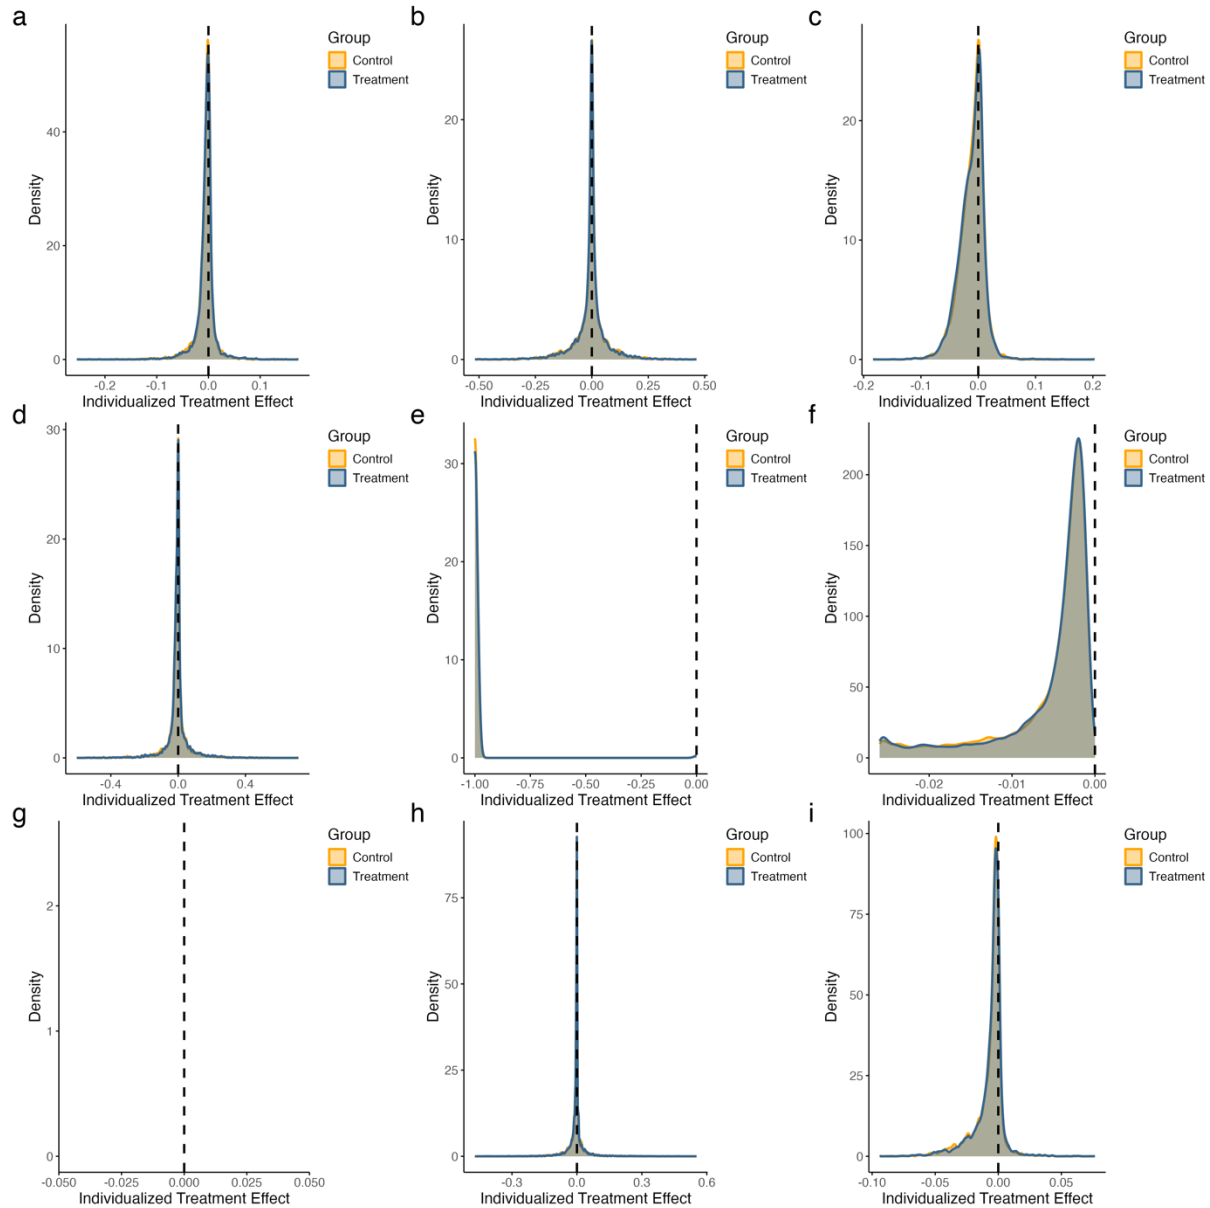 a
Group
Control
Treatment
Density
40
20
0
-0.2
-0.1
0.0
0.1
Individualized Treatment Effect
b
Group
Control
Treatment
Density
20
10
0
-0.50
-0.25
0.00
0.25
0.50
Individualized Treatment Effect
c
Group
Control
Treatment
Density
20
10
0
-0.2
-0.1
0.0
0.1
0.2
Individualized Treatment Effect
d
Group
Control
Treatment
Density
30
20
10
0
-0.4
0.0
0.4
Individualized Treatment Effect
e
Group
Control
Treatment
Density
30
20
10
0
-1.00
-0.75
-0.50
-0.25
0.00
Individualized Treatment Effect
f
Group
Control
Treatment
Density
200
150
100
50
0
-0.02
-0.01
0.00
Individualized Treatment Effect
g
Group
Control
Treatment
Density
2
1
0
-0.050
-0.025
0.000
0.025
0.050
Individualized Treatment Effect
h
Group
Control
Treatment
Density
75
50
25
0
-0.3
0.0
0.3
0.6
Individualized Treatment Effect
i
Group
Control
Treatment
Density
100
75
50
25
0
-0.10
-0.05
0.00
0.05
Individualized Treatment Effect